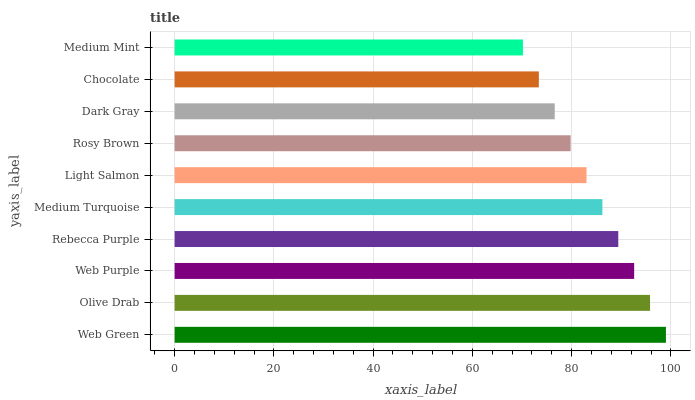 title
yaxis_label
Medium Mint
Chocolate
Dark Gray
Rosy Brown
Light Salmon
Medium Turquoise
Rebecca Purple
Web Purple
Olive Drab
Web Green
0 20 40 60 80 100
xaxis_label